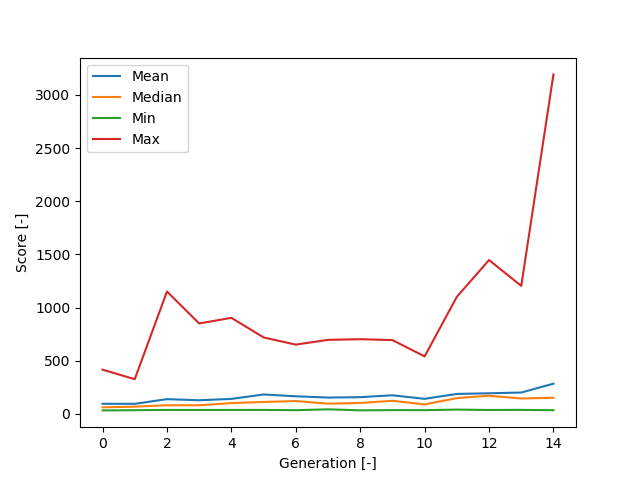 Mean
Median
Min
Max
3000
2500
2000
1500
1000
500
0
Score [-]
0 2 4 6 8 10 12 14
Generation [-]